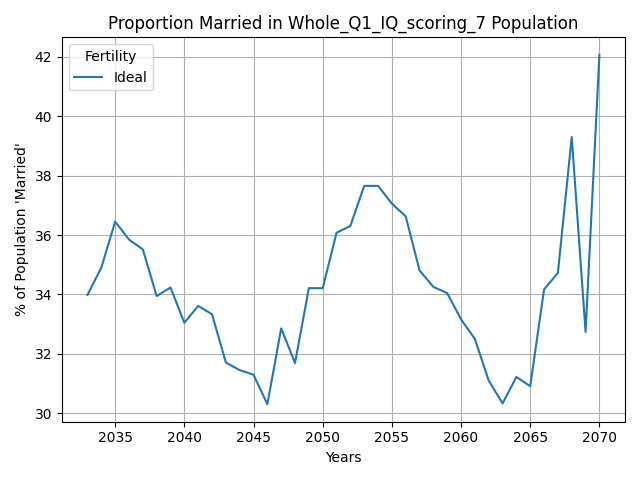 Proportion Married in Whole_Q1_IQ_scoring_7 Population
Fertility
Ideal
% of Population 'Married'
42
40
38
36
34
32
30
2035 2040 2045 2050 2055 2060 2065 2070
Years